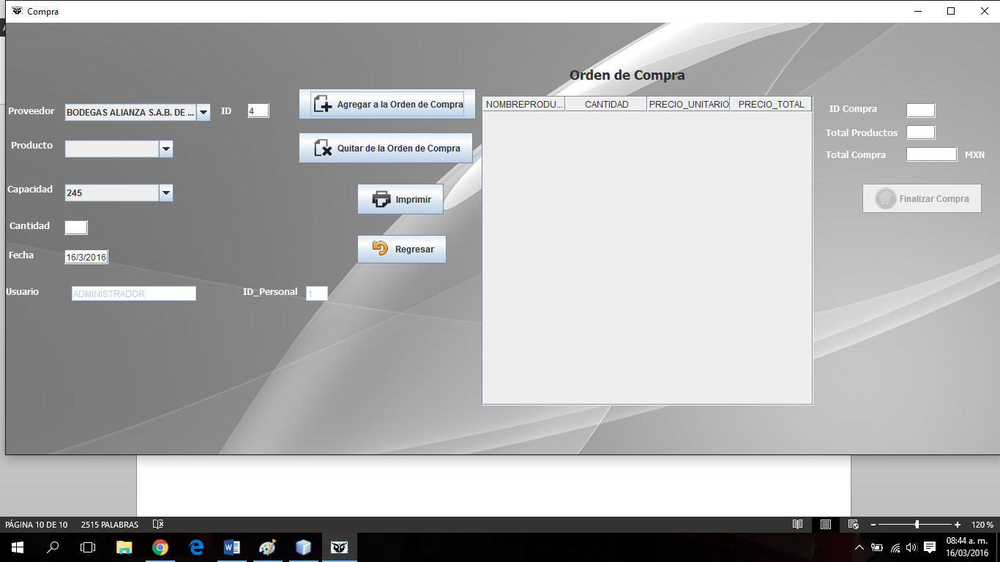 Compra
Orden de Compra
Proveedor BODEGAS ALIANZA S.A.B. DE ... ID 4
Producto
Capacidad 245
Cantidad
Fecha 16/3/2016
Usuario ADMINISTRADOR ID_Personal 1
Agregar a la Orden de Compra
Quitar de la Orden de Compra
Imprimir
Regresar
NOMBREPRODU... CANTIDAD PRECIO_UNITARIO PRECIO_TOTAL
ID Compra
Total Productos
Total Compra MXN
Finalizar Compra
PÁGINA 10 DE 10 2515 PALABRAS 120 %
08:44 a. m.
16/03/2016